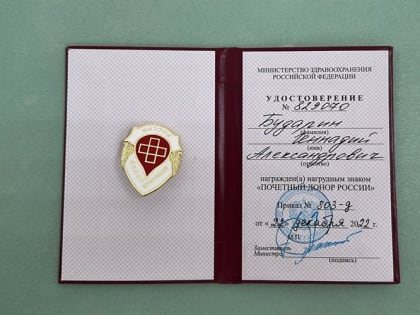 МИНИСТЕРСТВО ЗДРАВООХРАНЕНИЯ
РОССИЙСКОЙ ФЕДЕРАЦИИ
УДОСТОВЕРЕНИЕ
№ 829070
Бударин
(фамилия)
Геннадий
(имя)
Александрович
(отчество)
награжден(а) нагрудным знаком
«ПОЧЕТНЫЙ ДОНОР РОССИИ»
Приказ № 803-д
от «22» декабря 2022 г.
М.П.
Заместитель
Министра
(подпись)